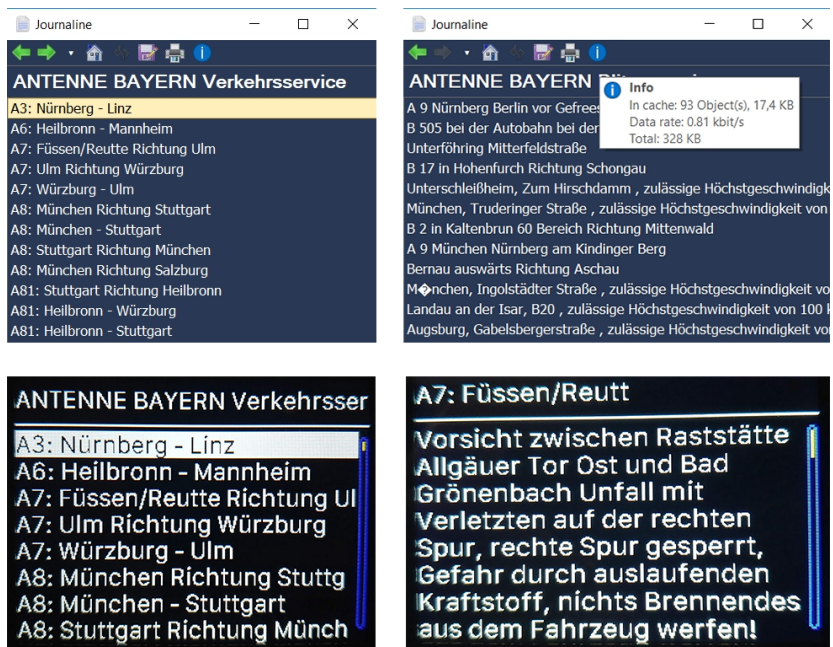 Journaline
ANTENNE BAYERN Verkehrsservice
A3: Nürnberg - Linz
A6: Heilbronn - Mannheim
A7: Füssen/Reutte Richtung Ulm
A7: Ulm Richtung Würzburg
A7: Würzburg - Ulm
A8: München Richtung Stuttgart
A8: München - Stuttgart
A8: Stuttgart Richtung München
A8: München Richtung Salzburg
A81: Stuttgart Richtung Heilbronn
A81: Heilbronn - Würzburg
A81: Heilbronn - Stuttgart
Journaline
ANTENNE BAYERN
Info
In cache: 93 Object(s), 17,4 KB
Data rate: 0.81 kbit/s
Total: 328 KB
A 9 Nürnberg Berlin vor Gefrees
B 505 bei der Autobahn bei der
Unterföhring Mitterfeldstraße
B 17 in Hohenfurch Richtung Schongau
Unterschleißheim, Zum Hirschdamm , zulässige Höchstgeschwindigk
München, Truderinger Straße , zulässige Höchstgeschwindigkeit von
B 2 in Kaltenbrun 60 Bereich Richtung Mittenwald
A 9 München Nürnberg am Kindinger Berg
Bernau auswärts Richtung Aschau
M�nchen, Ingolstädter Straße , zulässige Höchstgeschwindigkeit vo
Landau an der Isar, B20 , zulässige Höchstgeschwindigkeit von 100 k
Augsburg, Gabelsbergerstraße , zulässige Höchstgeschwindigkeit vo
ANTENNE BAYERN Verkehrsser
A3: Nürnberg - Linz
A6: Heilbronn - Mannheim
A7: Füssen/Reutte Richtung Ul
A7: Ulm Richtung Würzburg
A7: Würzburg - Ulm
A8: München Richtung Stuttg
A8: München - Stuttgart
A8: Stuttgart Richtung Münch
A7: Füssen/Reutt
Vorsicht zwischen Raststätte
Allgäuer Tor Ost und Bad
Grönenbach Unfall mit
Verletzten auf der rechten
Spur, rechte Spur gesperrt,
Gefahr durch auslaufenden
Kraftstoff, nichts Brennendes
aus dem Fahrzeug werfen!